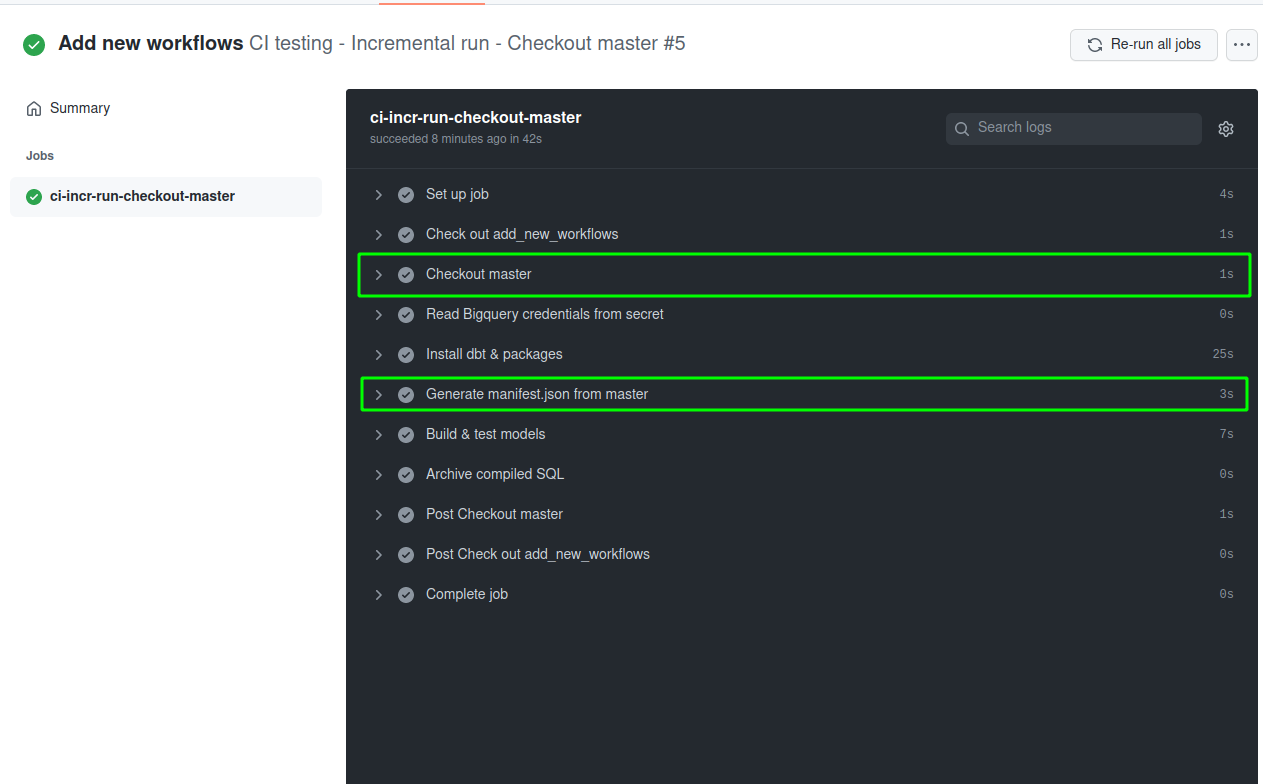 Add new workflows CI testing - Incremental run - Checkout master #5
Re-run all jobs
Summary
Jobs
ci-incr-run-checkout-master
ci-incr-run-checkout-master
succeeded 8 minutes ago in 42s
Search logs
Set up job 4s
Check out add_new_workflows 1s
Checkout master 1s
Read Bigquery credentials from secret 0s
Install dbt & packages 25s
Generate manifest.json from master 3s
Build & test models 7s
Archive compiled SQL 0s
Post Checkout master 1s
Post Check out add_new_workflows 0s
Complete job 0s